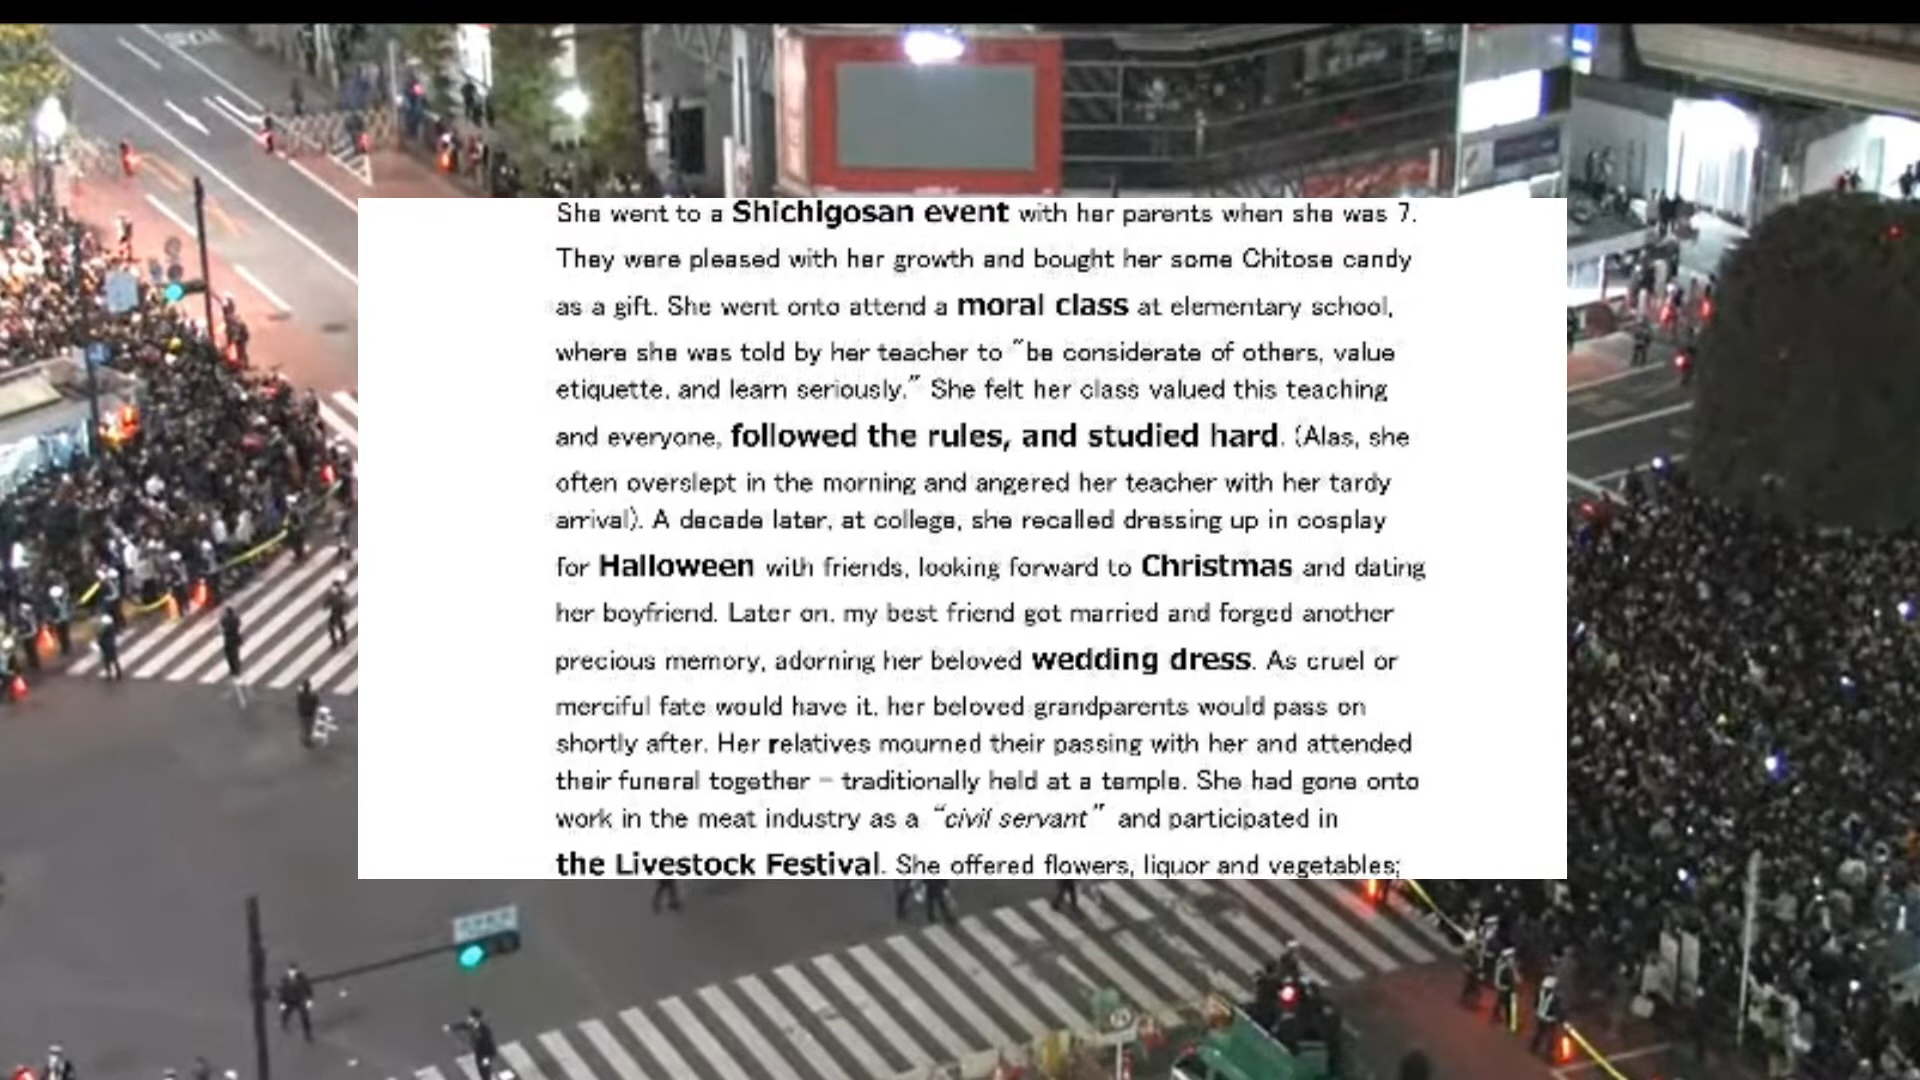 She went to a Shichigosan event with her parents when she was 7.
They were pleased with her growth and bought her some Chitose candy
as a gift. She went onto attend a moral class at elementary school,
where she was told by her teacher to "be considerate of others, value
etiquette, and learn seriously." She felt her class valued this teaching
and everyone, followed the rules, and studied hard. (Alas, she
often overslept in the morning and angered her teacher with her tardy
arrival). A decade later, at college, she recalled dressing up in cosplay
for Halloween with friends, looking forward to Christmas and dating
her boyfriend. Later on, my best friend got married and forged another
precious memory, adorning her beloved wedding dress. As cruel or
merciful fate would have it, her beloved grandparents would pass on
shortly after. Her relatives mourned their passing with her and attended
their funeral together – traditionally held at a temple. She had gone onto
work in the meat industry as a "civil servant" and participated in
the Livestock Festival. She offered flowers, liquor and vegetables;